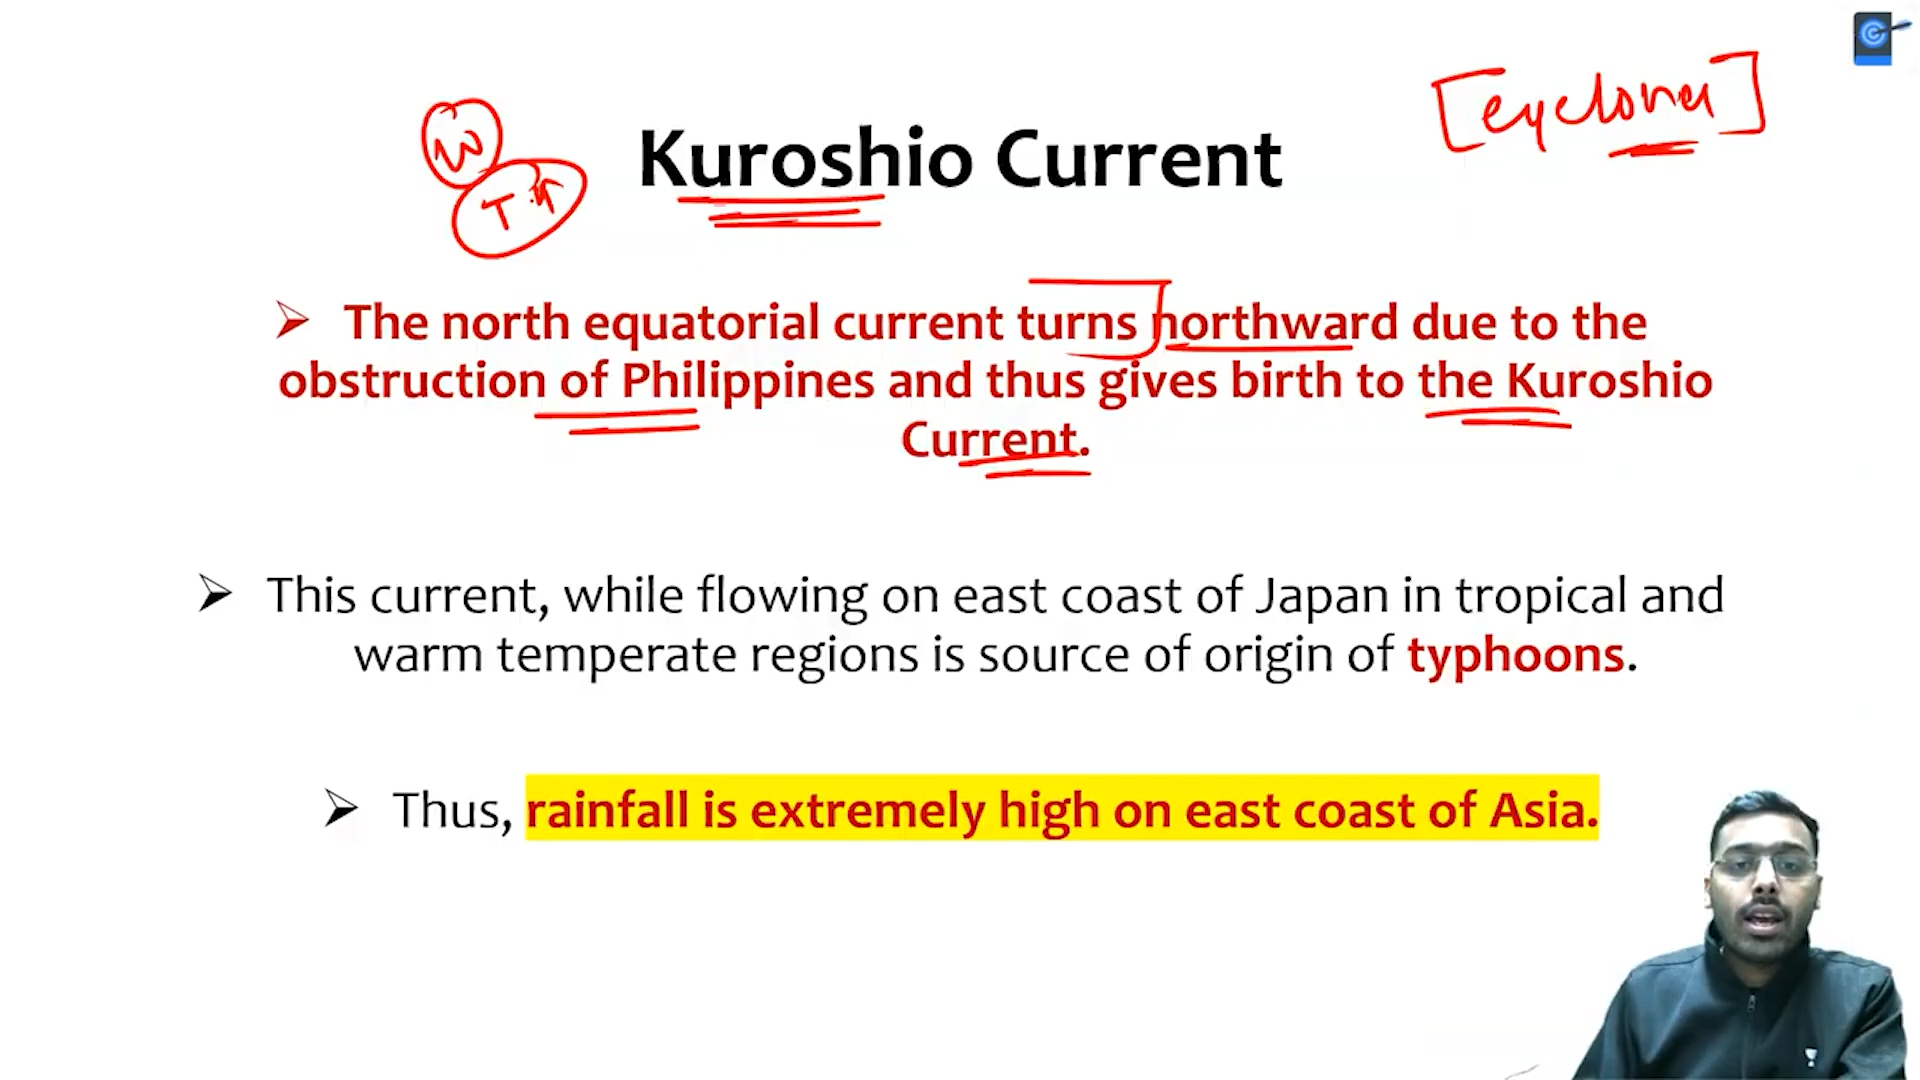 [cyclones]
W
T ↑
Kuroshio Current
➢ The north equatorial current turns northward due to the
obstruction of Philippines and thus gives birth to the Kuroshio
Current.
➢ This current, while flowing on east coast of Japan in tropical and
warm temperate regions is source of origin of typhoons.
➢ Thus, rainfall is extremely high on east coast of Asia.